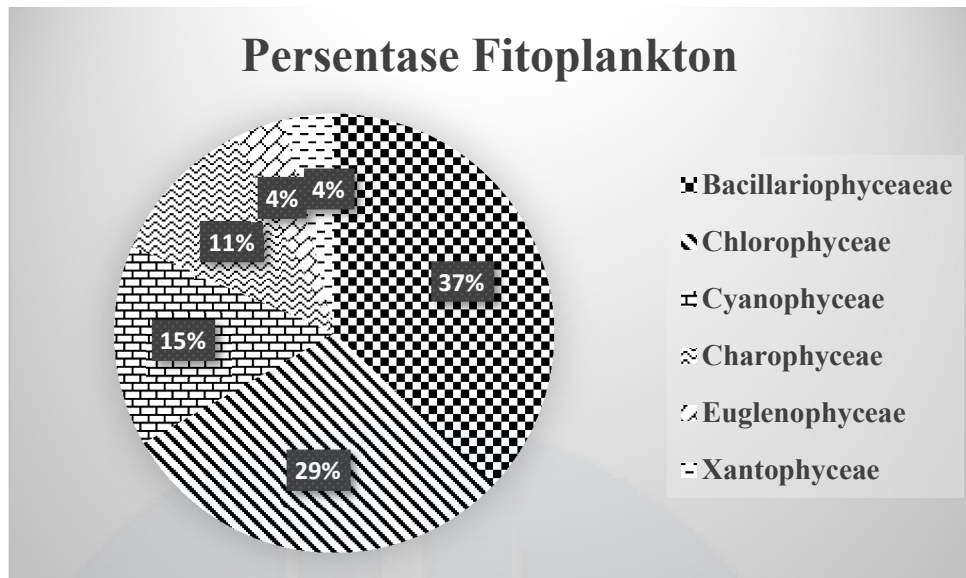 Persentase Fitoplankton
4%
4%
11%
37%
15%
29%
Bacillariophyceaeae
Chlorophyceae
Cyanophyceae
Charophyceae
Euglenophyceae
Xantophyceae